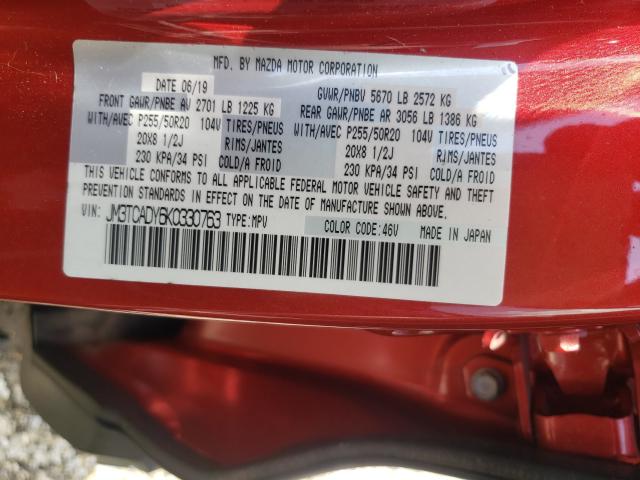 MFD. BY MAZDA MOTOR CORPORATION
DATE 06/19 GVWR/PNBV 5670 LB 2572 KG
FRONT GAWR/PNBE AV 2701 LB 1225 KG REAR GAWR/PNBE AR 3056 LB 1386 KG
WITH/AVEC P255/50R20 104V TIRES/PNEUS WITH/AVEC P255/50R20 104V TIRES/PNEUS
20X8 1/2J RIMS/JANTES 20X8 1/2J RIMS/JANTES
230 KPA/34 PSI COLD/A FROID 230 KPA/34 PSI COLD/A FROID
THIS VEHICLE CONFORMS TO ALL APPLICABLE FEDERAL MOTOR VEHICLE SAFETY AND THEFT
PREVENTION STANDARDS IN EFFECT ON THE DATE OF MANUFACTURE SHOWN ABOVE.
VIN: JM3TCADY6K0330763 TYPE:MPV COLOR CODE:46V MADE IN JAPAN